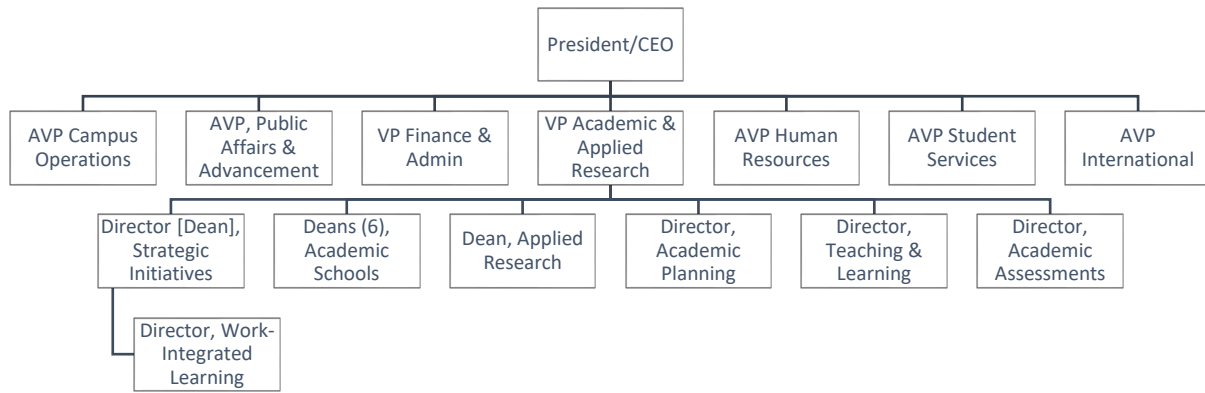 President/CEO
AVP Campus
Operations
AVP, Public
Affairs &
Advancement
VP Finance &
Admin
VP Academic &
Applied
Research
AVP Human
Resources
AVP Student
Services
AVP
International
Director [Dean],
Strategic
Initiatives
Deans (6),
Academic
Schools
Dean, Applied
Research
Director,
Academic
Planning
Director,
Teaching &
Learning
Director,
Academic
Assessments
Director, Work-
Integrated
Learning